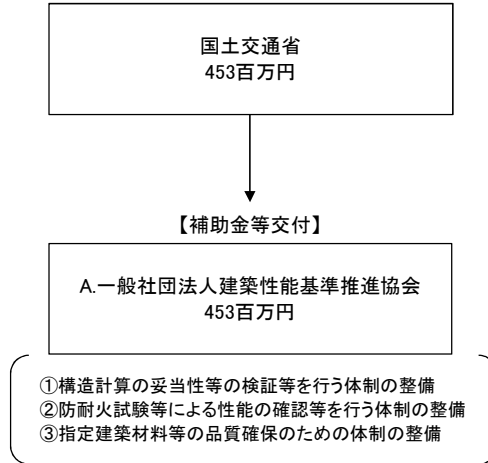 国土交通省
453百万円
【補助金等交付】
A.一般社団法人建築性能基準推進協会
453百万円
①構造計算の妥当性等の検証等を行う体制の整備
②防耐火試験等による性能の確認等を行う体制の整備
③指定建築材料等の品質確保のための体制の整備